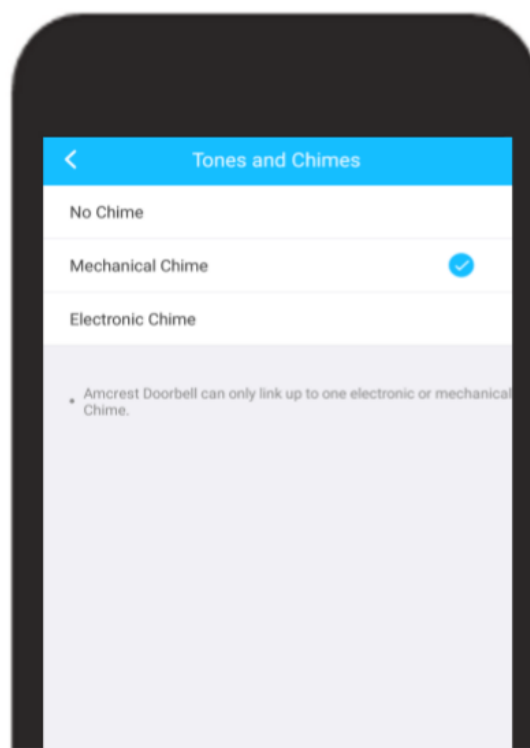 Tones and Chimes
No Chime
Mechanical Chime
Electronic Chime
• Amcrest Doorbell can only link up to one electronic or mechanical
Chime.